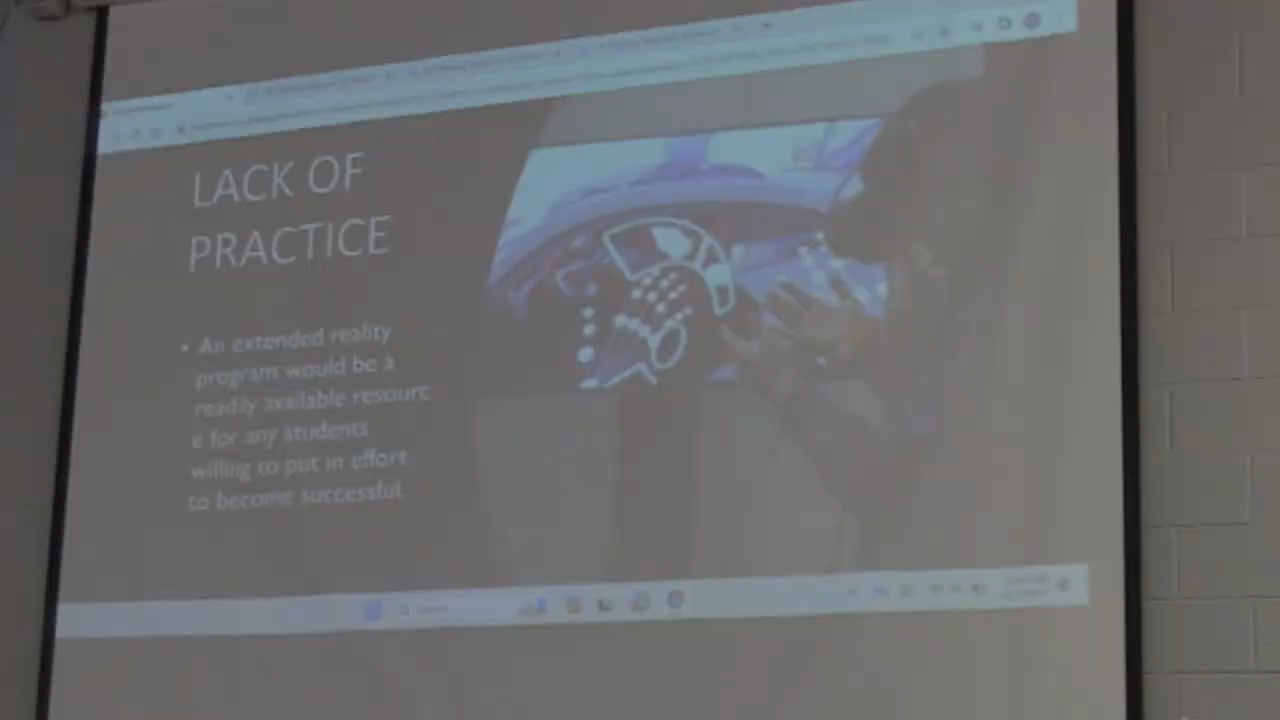 LACK OF
PRACTICE
• An extended reality
program would be a
readily available resourc
e for any students
willing to put in effort
to become successful.